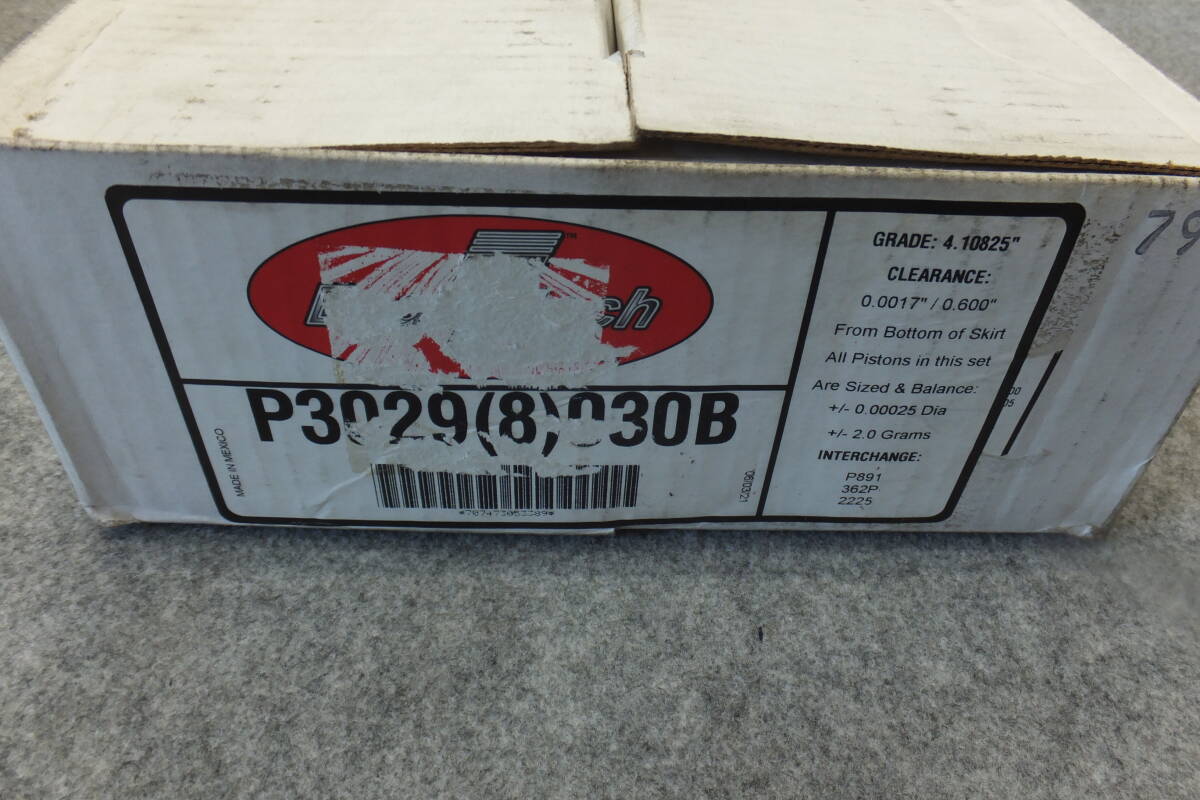 P3029(8)030B
MADE IN MEXICO
GRADE: 4.10825"
CLEARANCE:
0.0017" / 0.600"
From Bottom of Skirt
All Pistons in this set
Are Sized & Balance:
+/- 0.00025 Dia
+/- 2.0 Grams
INTERCHANGE:
P891
362P
2225
79